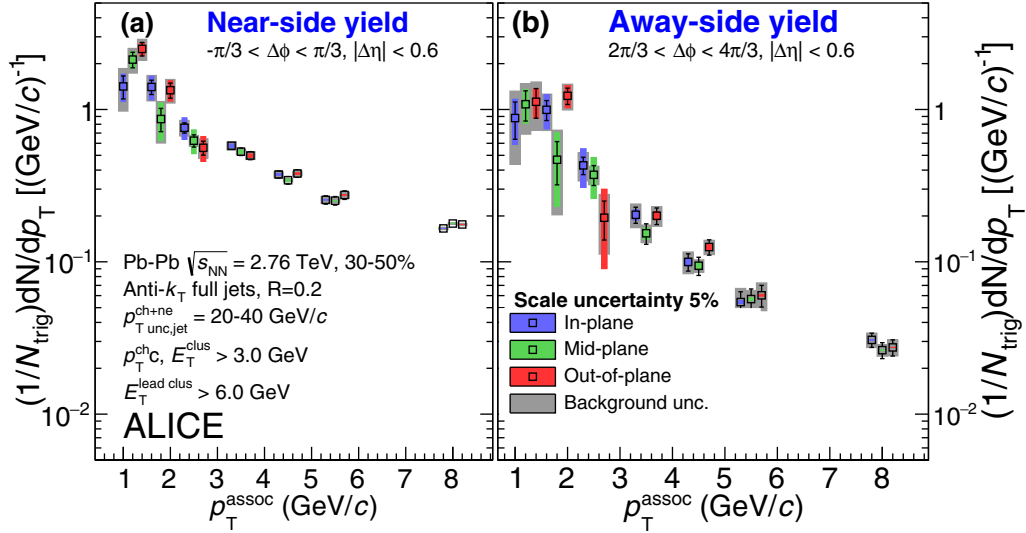 (a) Near-side yield
-π/3 < Δϕ < π/3, |Δη| < 0.6
(b) Away-side yield
2π/3 < Δϕ < 4π/3, |Δη| < 0.6
(1/N_trig)dN/dp_T [(GeV/c)^-1]
1
10^-1
10^-2
Pb-Pb √s_NN = 2.76 TeV, 30-50%
Anti-k_T full jets, R=0.2
p_T unc,jet^ch+ne = 20-40 GeV/c
p_T^ch c, E_T^clus > 3.0 GeV
E_T^lead clus > 6.0 GeV
ALICE
Scale uncertainty 5%
In-plane
Mid-plane
Out-of-plane
Background unc.
1
10^-1
10^-2
(1/N_trig)dN/dp_T [(GeV/c)^-1]
1 2 3 4 5 6 7 8
p_T^assoc (GeV/c)
1 2 3 4 5 6 7 8
p_T^assoc (GeV/c)